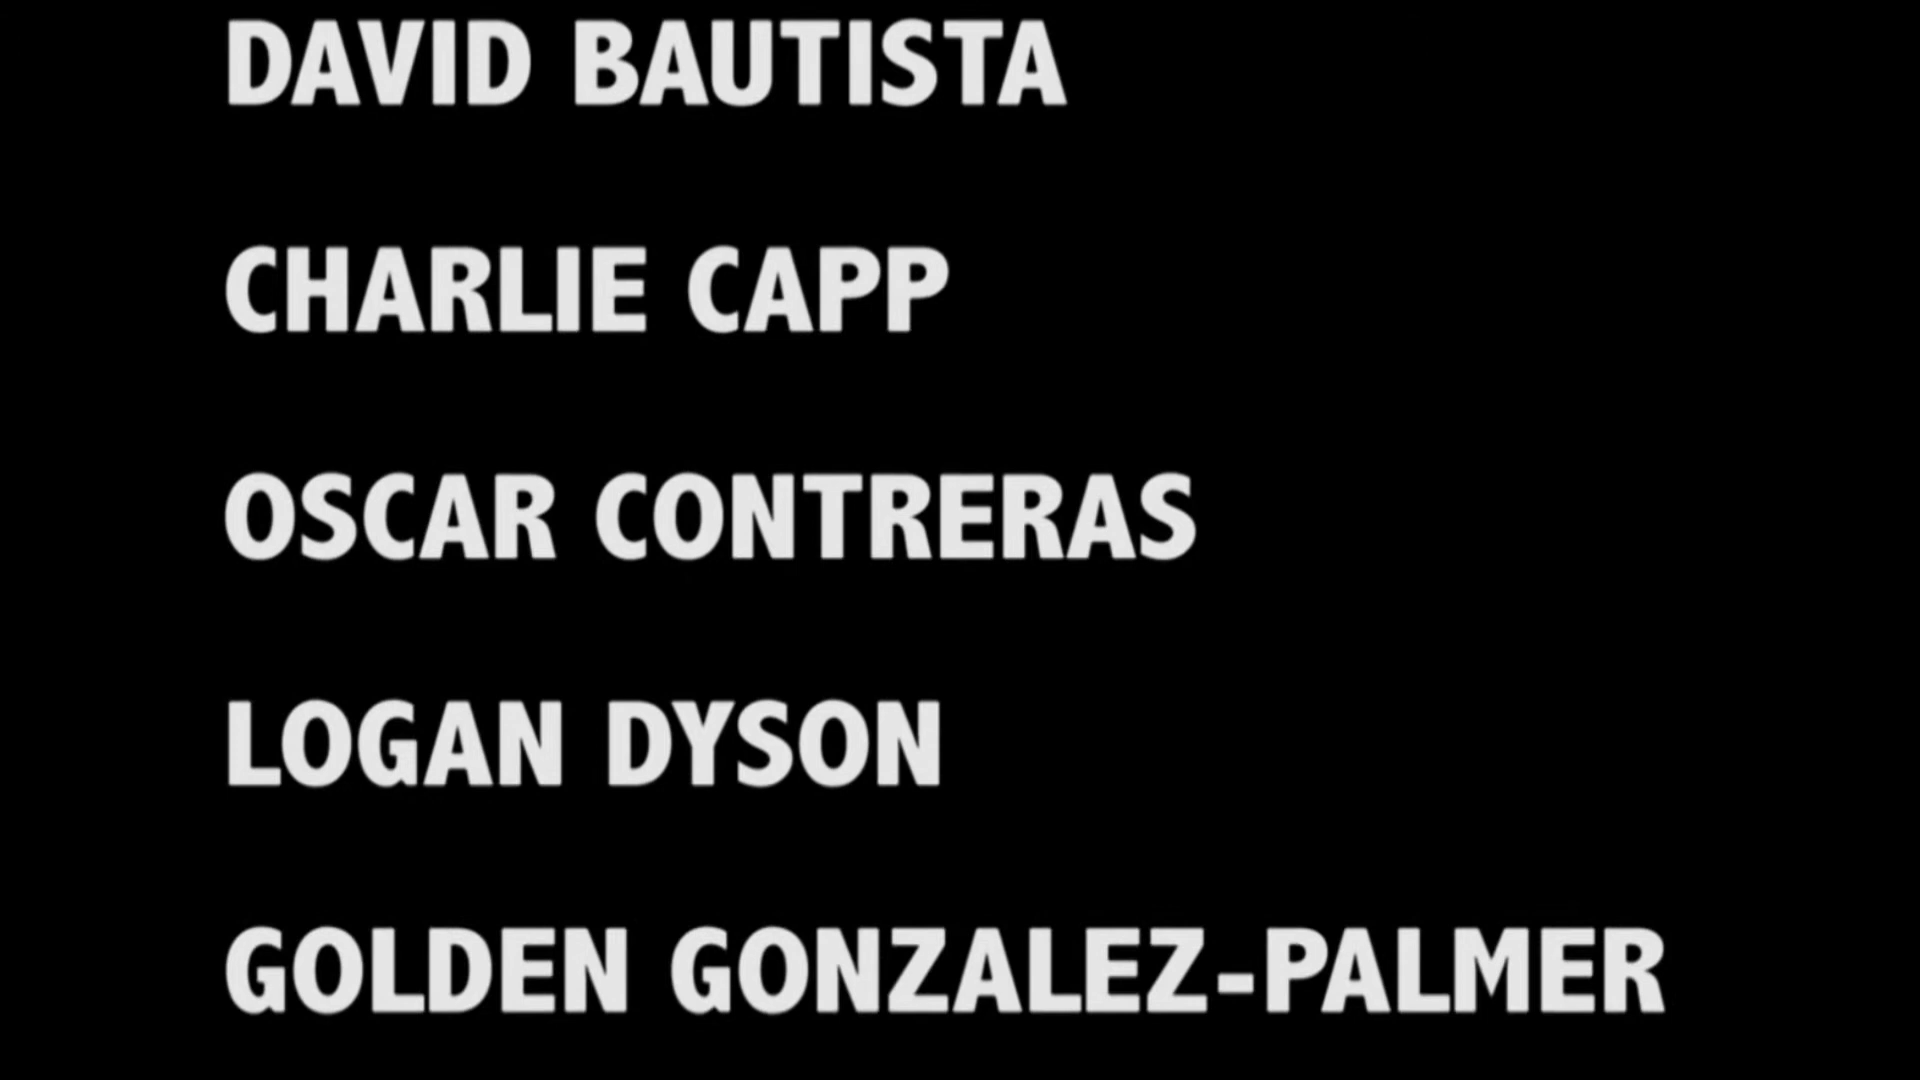 DAVID BAUTISTA
CHARLIE CAPP
OSCAR CONTRERAS
LOGAN DYSON
GOLDEN GONZALEZ-PALMER